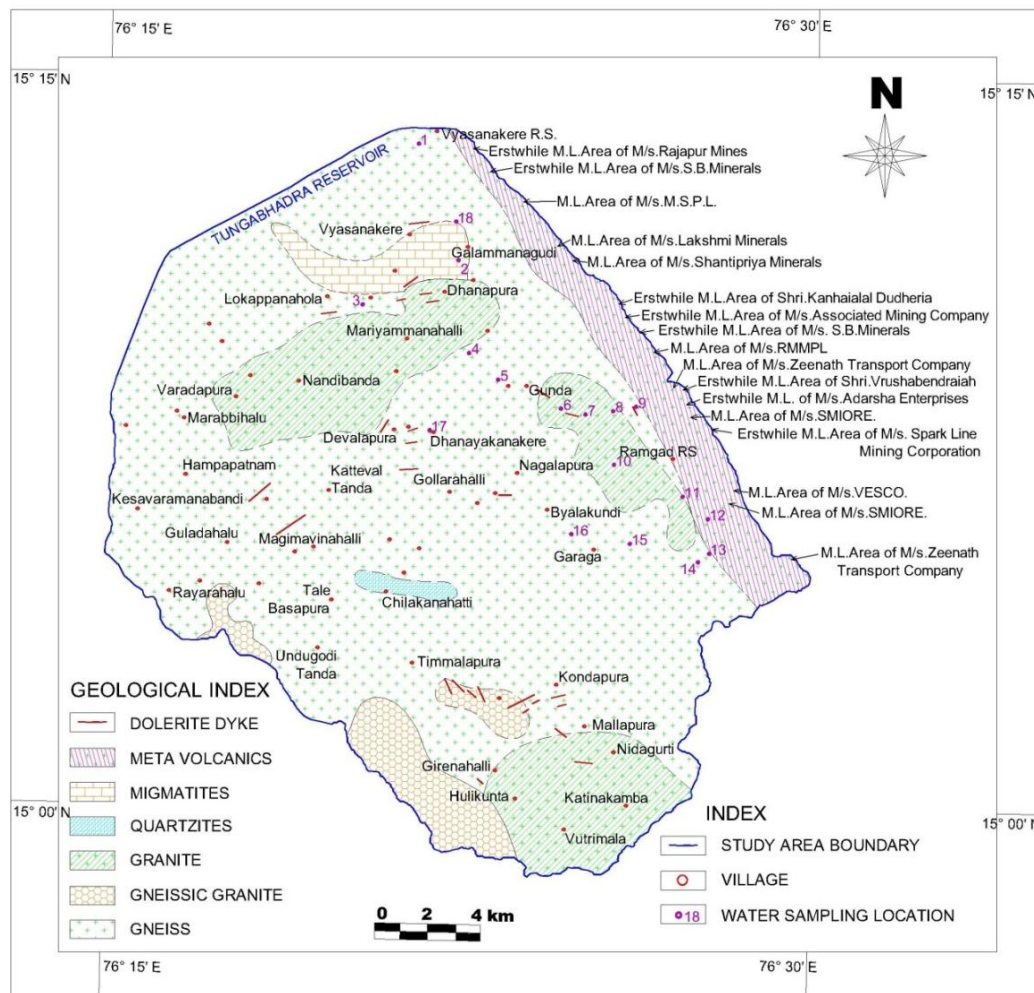 76° 15' E
76° 30' E
15° 15' N
15° 15' N
N
Vyasanakere R.S.
1
Erstwhile M.L.Area of M/s.Rajapur Mines
Erstwhile M.L.Area of M/s.S.B.Minerals
TUNGABHADRA RESERVOIR
M.L.Area of M/s.M.S.P.L.
18
Vyasanakere
M.L.Area of M/s.Lakshmi Minerals
Galammanagudi
M.L.Area of M/s.Shantipriya Minerals
2
Dhanapura
Lokappanahola
3
Erstwhile M.L.Area of Shri.Kanhaialal Dudheria
Erstwhile M.L.Area of M/s.Associated Mining Company
Mariyammanahalli
Erstwhile M.L.Area of M/s. S.B.Minerals
4
M.L.Area of M/s.RMMPL
M.L.Area of M/s.Zeenath Transport Company
Nandibanda
5
Gunda
Erstwhile M.L.Area of Shri.Vrushabendraiah
Varadapura
Erstwhile M.L. of M/s.Adarsha Enterprises
6
7
8
9
Marabbihalu
M.L.Area of M/s.SMIORE.
17
Devalapura
Dhanayakanakere
Erstwhile M.L.Area of M/s. Spark Line
Mining Corporation
Ramgad RS
Hampapatnam
Katteval
Tanda
Gollarahalli
Nagalapura
10
Kesavaramanabandi
11
M.L.Area of M/s.VESCO.
Byalakundi
12
M.L.Area of M/s.SMIORE.
Guladahalu
Magimavinahalli
16
15
Garaga
13
14
M.L.Area of M/s.Zeenath
Transport Company
Rayarahalu
Tale
Basapura
Chilakanahatti
Undugodi
Tanda
Timmalapura
Kondapura
Mallapura
Nidagurti
Girenahalli
Hulikunta
Katinakamba
Vutrimala
GEOLOGICAL INDEX
DOLERITE DYKE
META VOLCANICS
MIGMATITES
QUARTZITES
GRANITE
GNEISSIC GRANITE
GNEISS
15° 00' N
15° 00' N
INDEX
STUDY AREA BOUNDARY
VILLAGE
18
WATER SAMPLING LOCATION
0 2 4 km
76° 15' E
76° 30' E